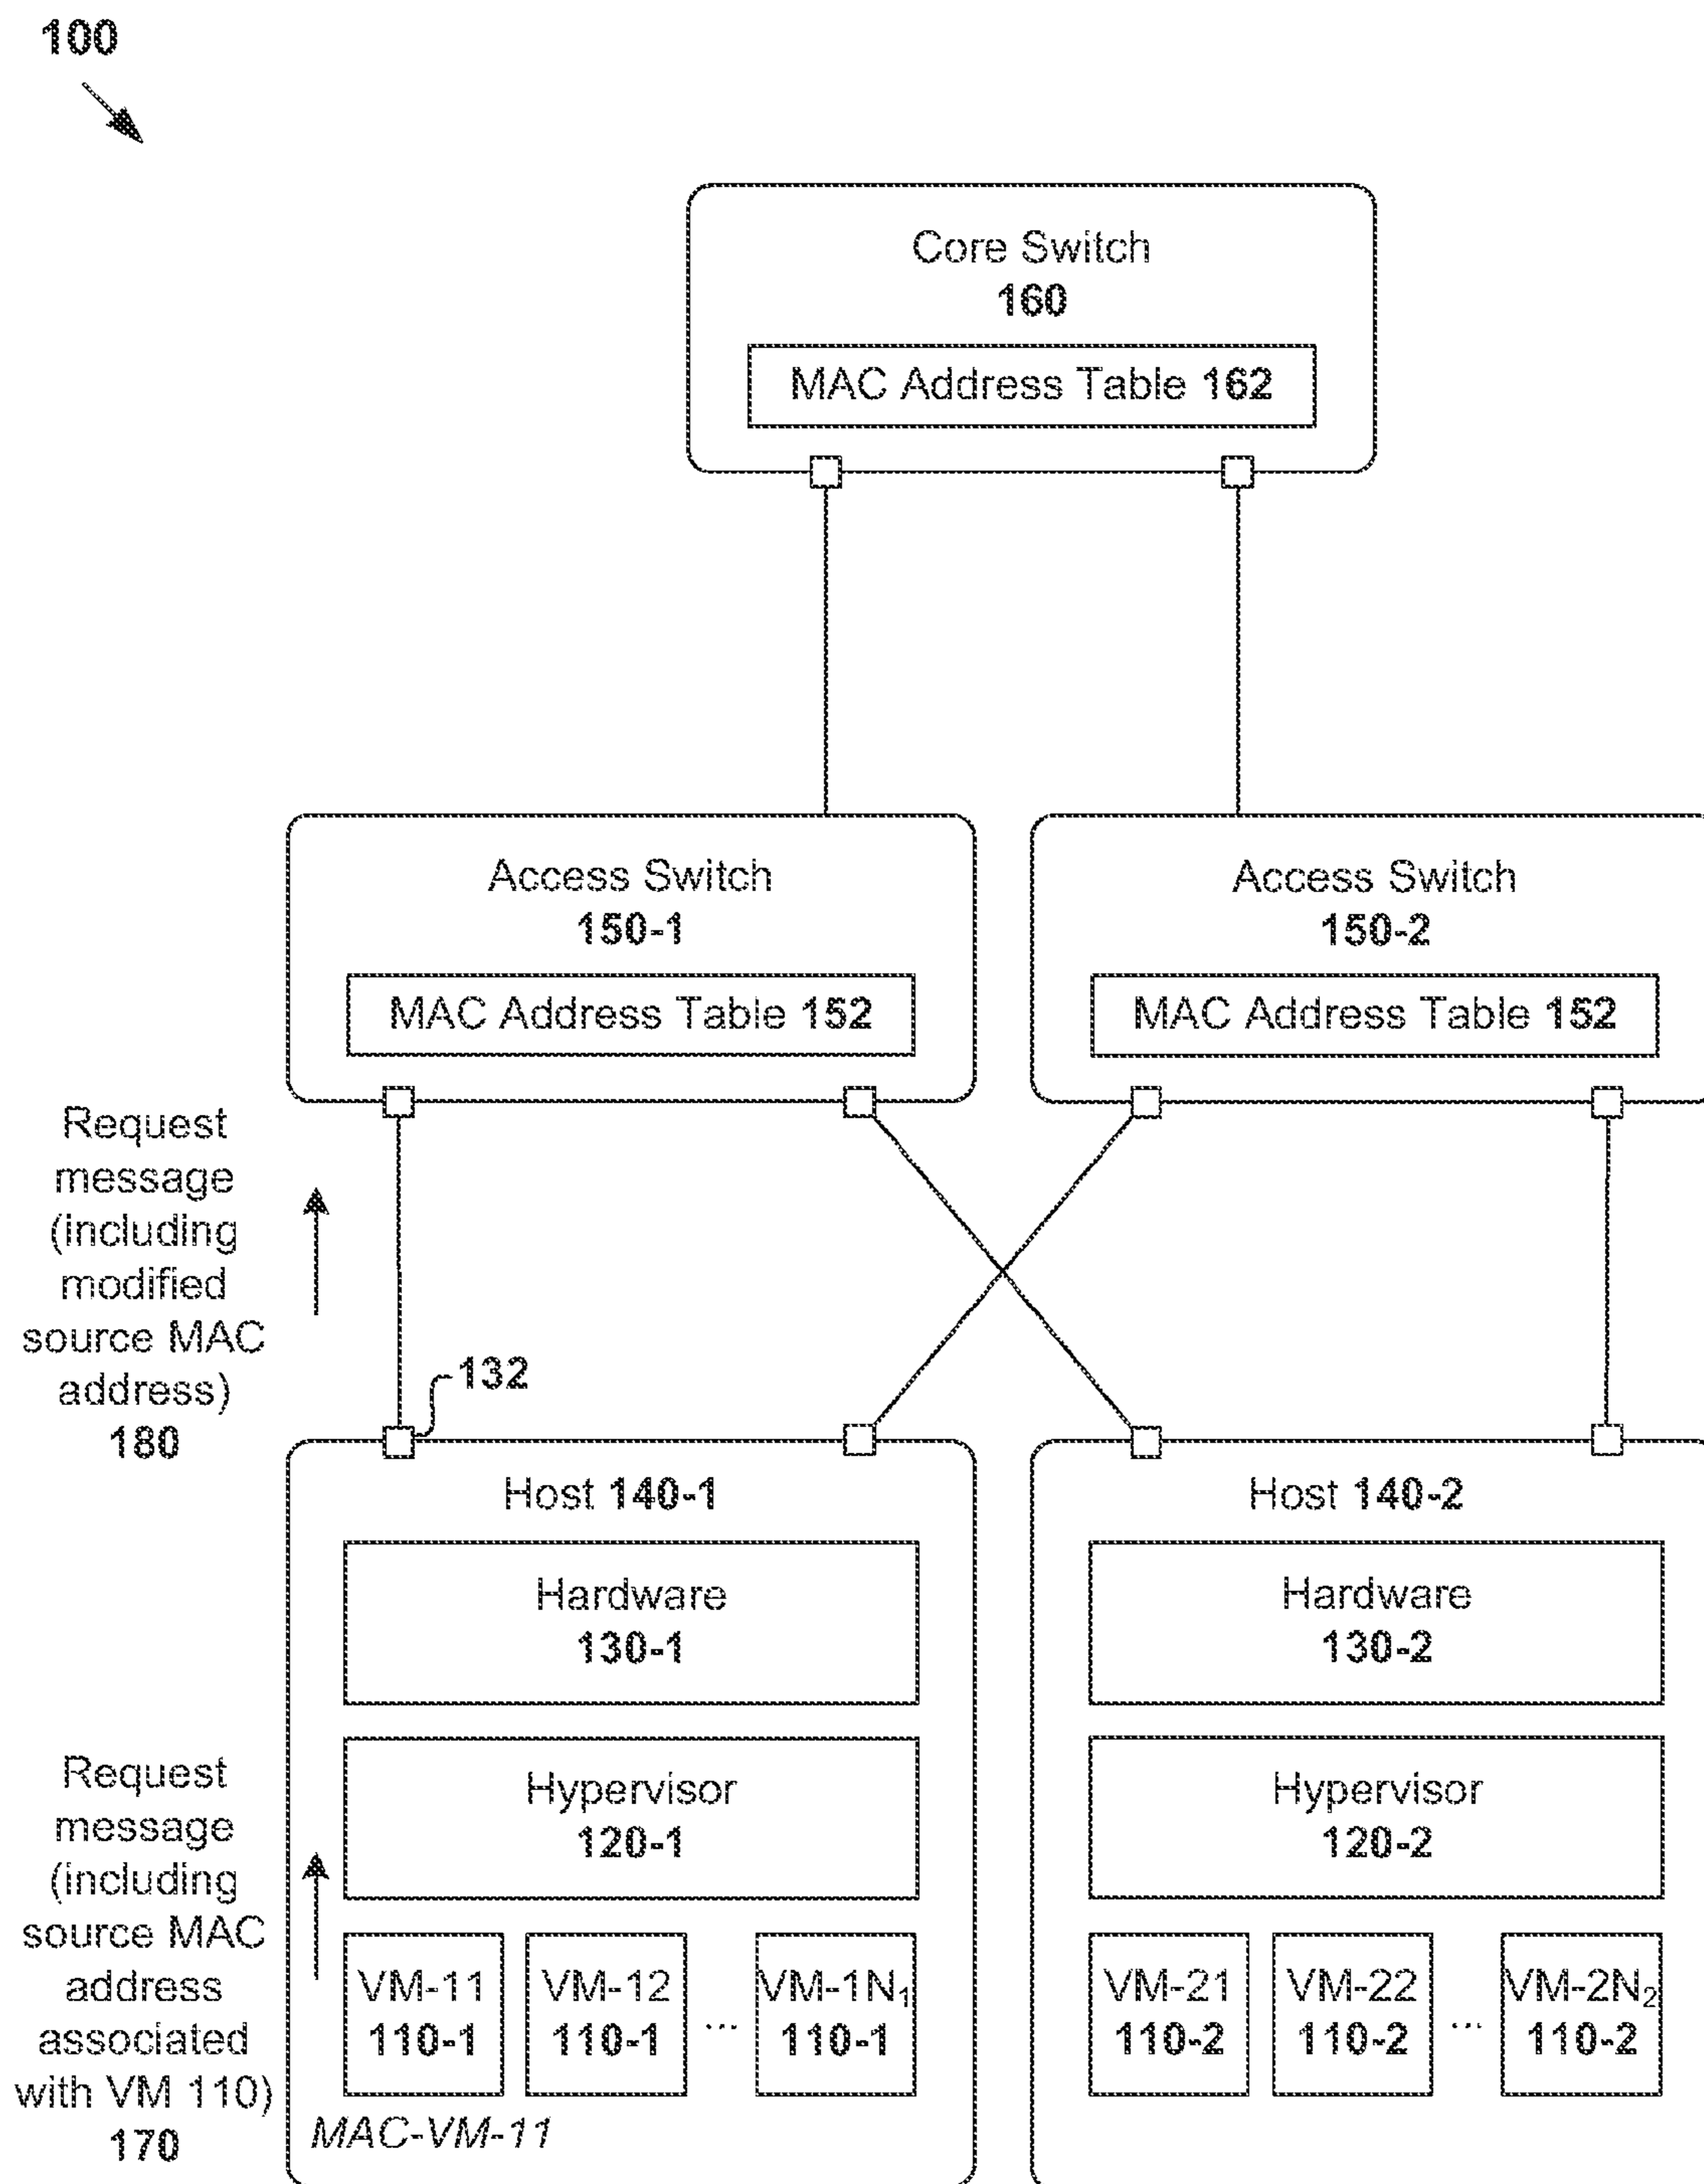 100
Core Switch
160
MAC Address Table 162
Access Switch
150-1
MAC Address Table 152
Access Switch
150-2
MAC Address Table 152
Request
message
(including
modified
source MAC
address)
180
132
Host 140-1
Hardware
130-1
Hypervisor
120-1
Host 140-2
Hardware
130-2
Hypervisor
120-2
Request
message
(including
source MAC
address
associated
with VM 110)
170
VM-11
110-1
VM-12
110-1
...
VM-1N₁
110-1
MAC-VM-11
VM-21
110-2
VM-22
110-2
...
VM-2N₂
110-2